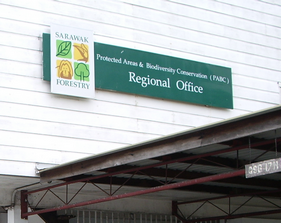 SARAWAK
FORESTRY
Protected Areas & Biodiversity Conservation (PABC)
Regional Office